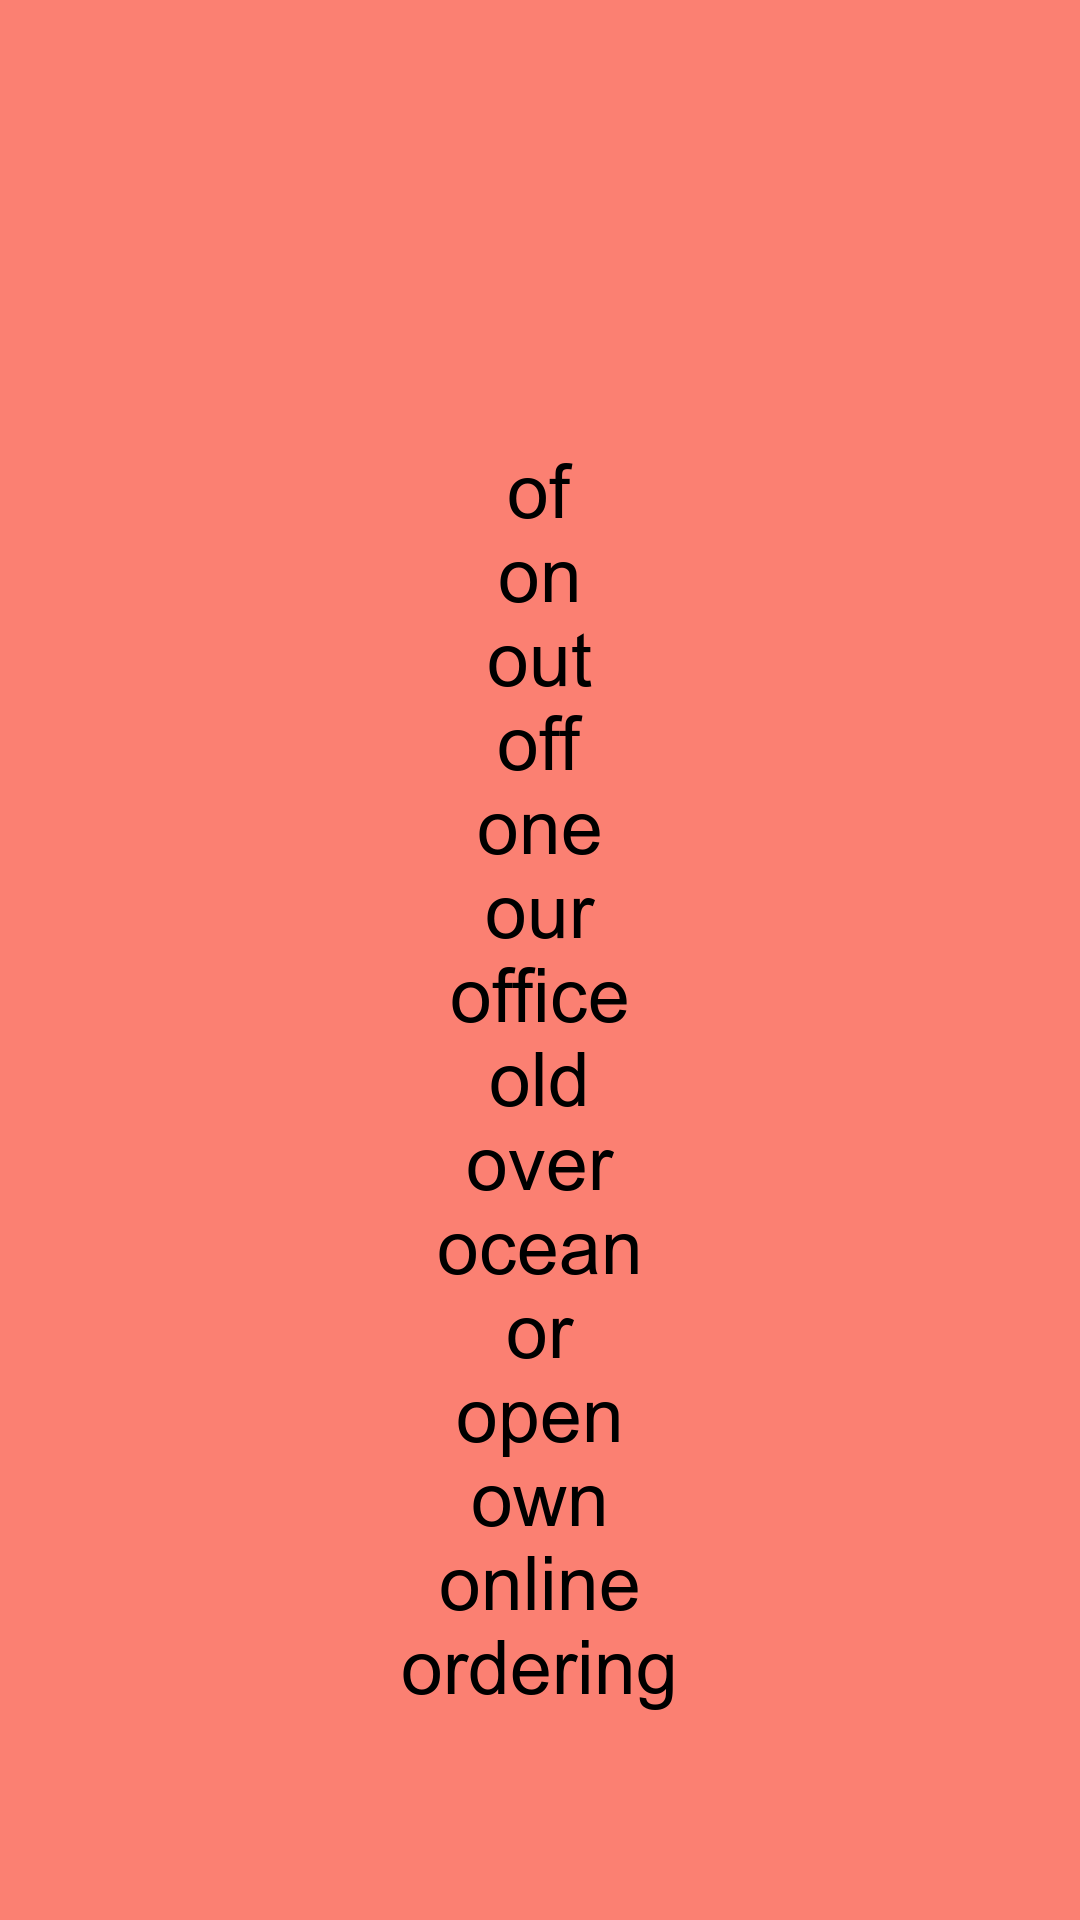 of
on
out
off
one
our
office
old
over
ocean
or
open
own
online
ordering